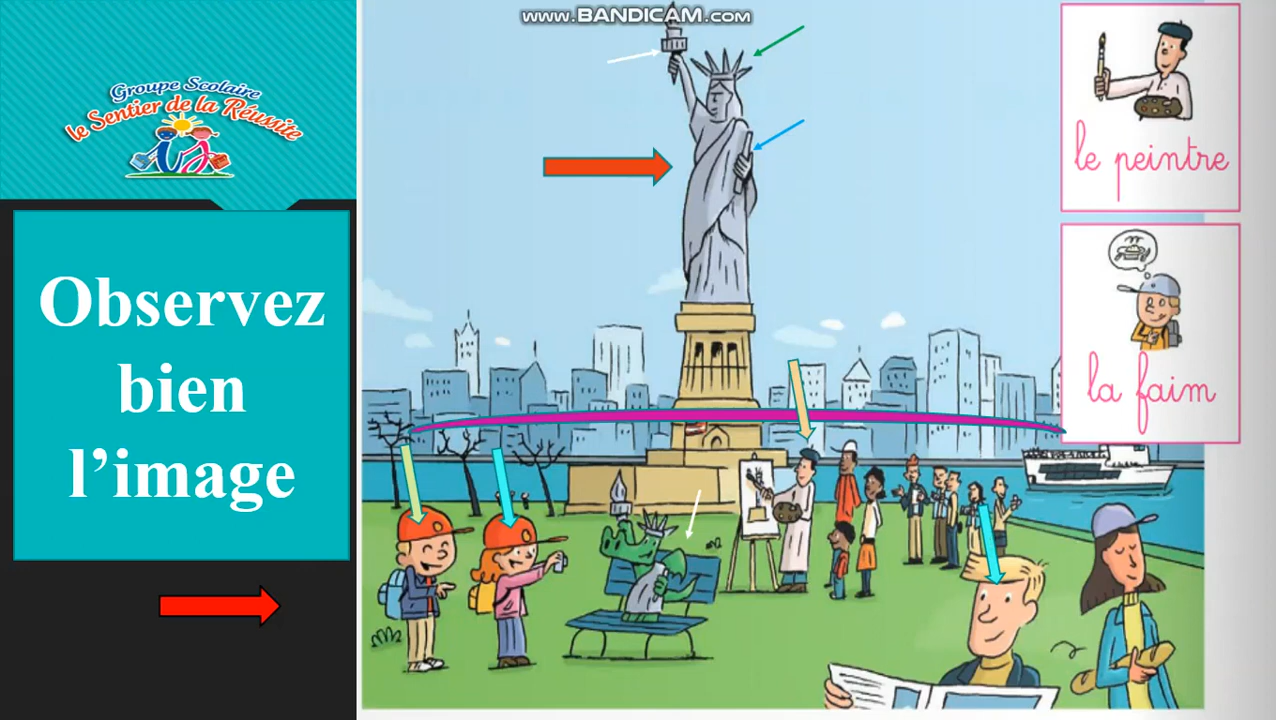 www.BANDICAM.com
Groupe Scolaire
le Sentier de la Réussite
Observez
bien
l'image
le peintre
la faim